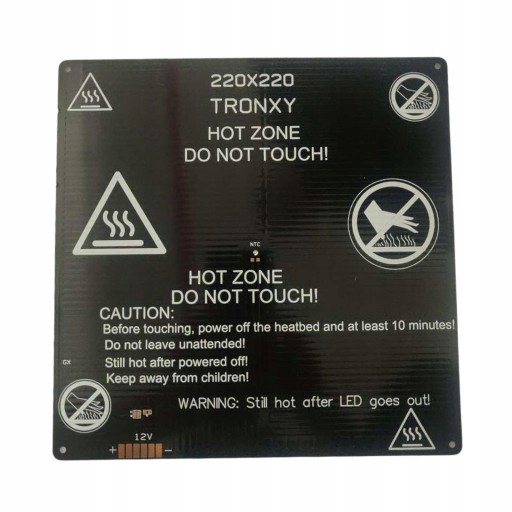 220X220
TRONXY
HOT ZONE
DO NOT TOUCH!
NTC
HOT ZONE
DO NOT TOUCH!
CAUTION:
Before touching, power off the heatbed and at least 10 minutes!
Do not leave unattended!
GX
Still hot after powered off!
Keep away from children!
WARNING: Still hot after LED goes out!
12V
+ -